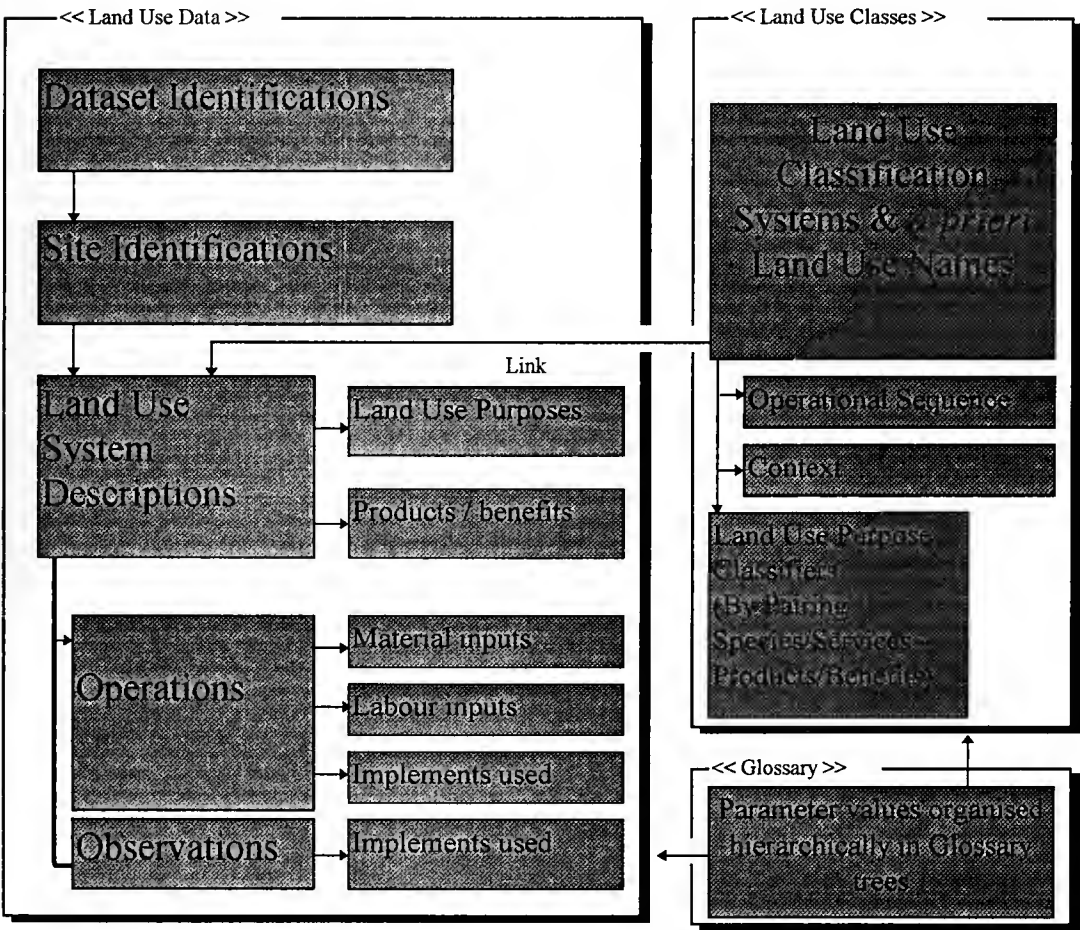 << Land Use Data >>
Dataset Identifications
Site Identifications
Land Use
System
Descriptions
Land Use Purposes
Products / benefits
Operations
Material inputs
Labour inputs
Implements used
Observations
Implements used
Link
<< Land Use Classes >>
Land Use
Classification
Systems & a-priori
Land Use Names
Operational Sequence
Context
Land Use Purpose
Classifiers
(By Pairing
Species/Services -
Products/Benefits)
<< Glossary >>
Parameter values organised
hierarchically in Glossary
trees